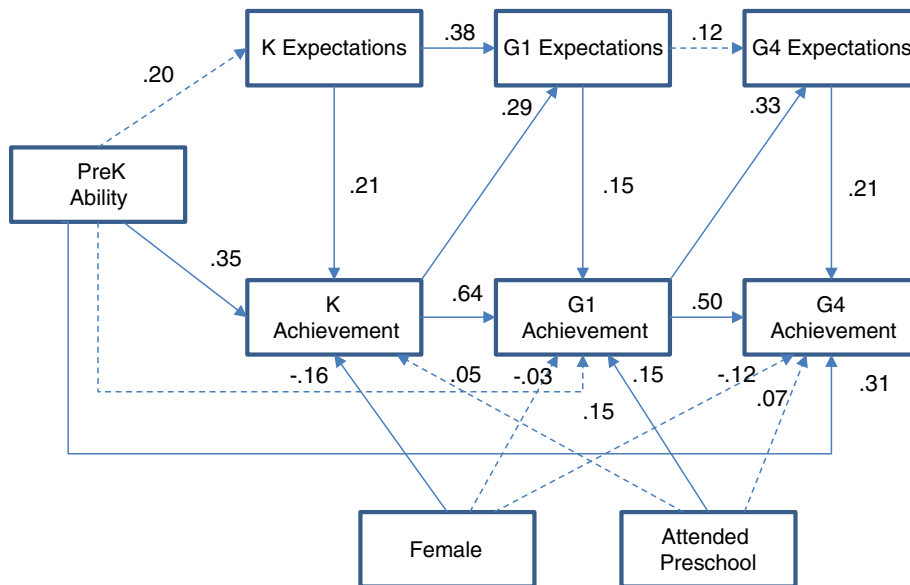 K Expectations
.38
G1 Expectations
.12
G4 Expectations
.20
.29
.33
PreK
Ability
.21
.15
.21
.35
K
Achievement
.64
G1
Achievement
.50
G4
Achievement
-.16
.05
-.03
.15
-.12
.07
.31
.15
Female
Attended
Preschool